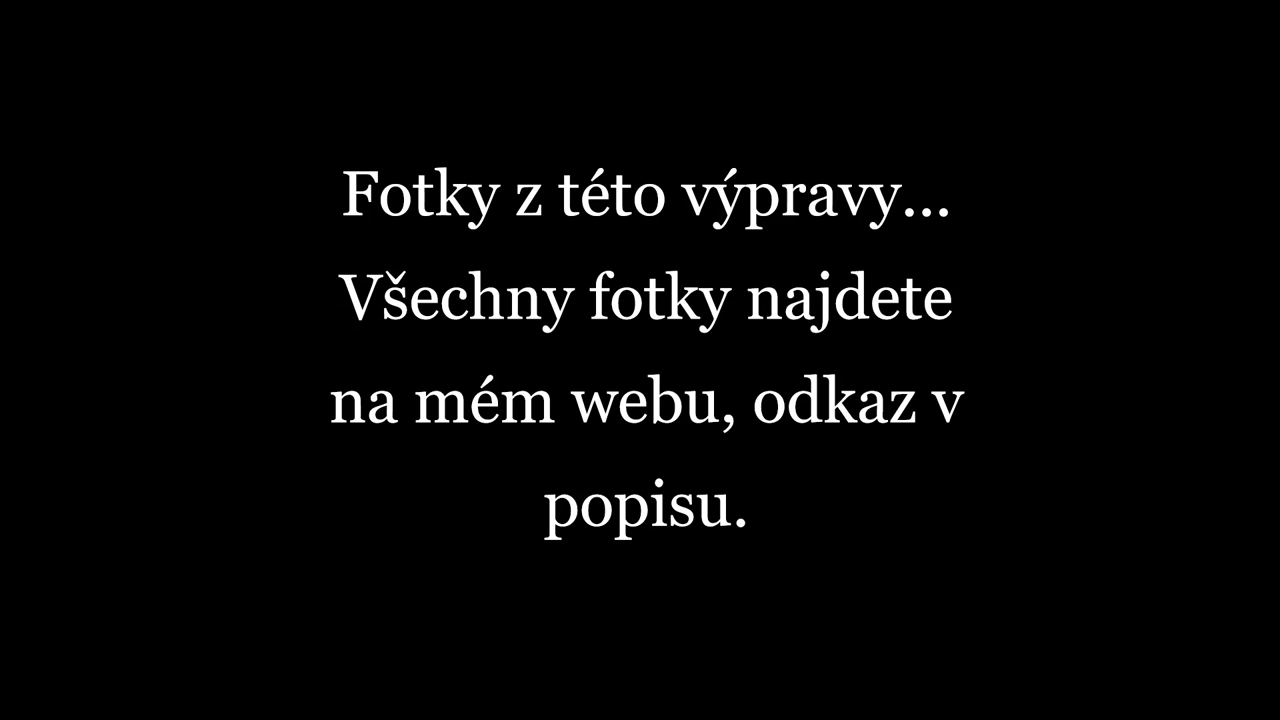 Fotky z této výpravy...
Všechny fotky najdete
na mém webu, odkaz v
popisu.